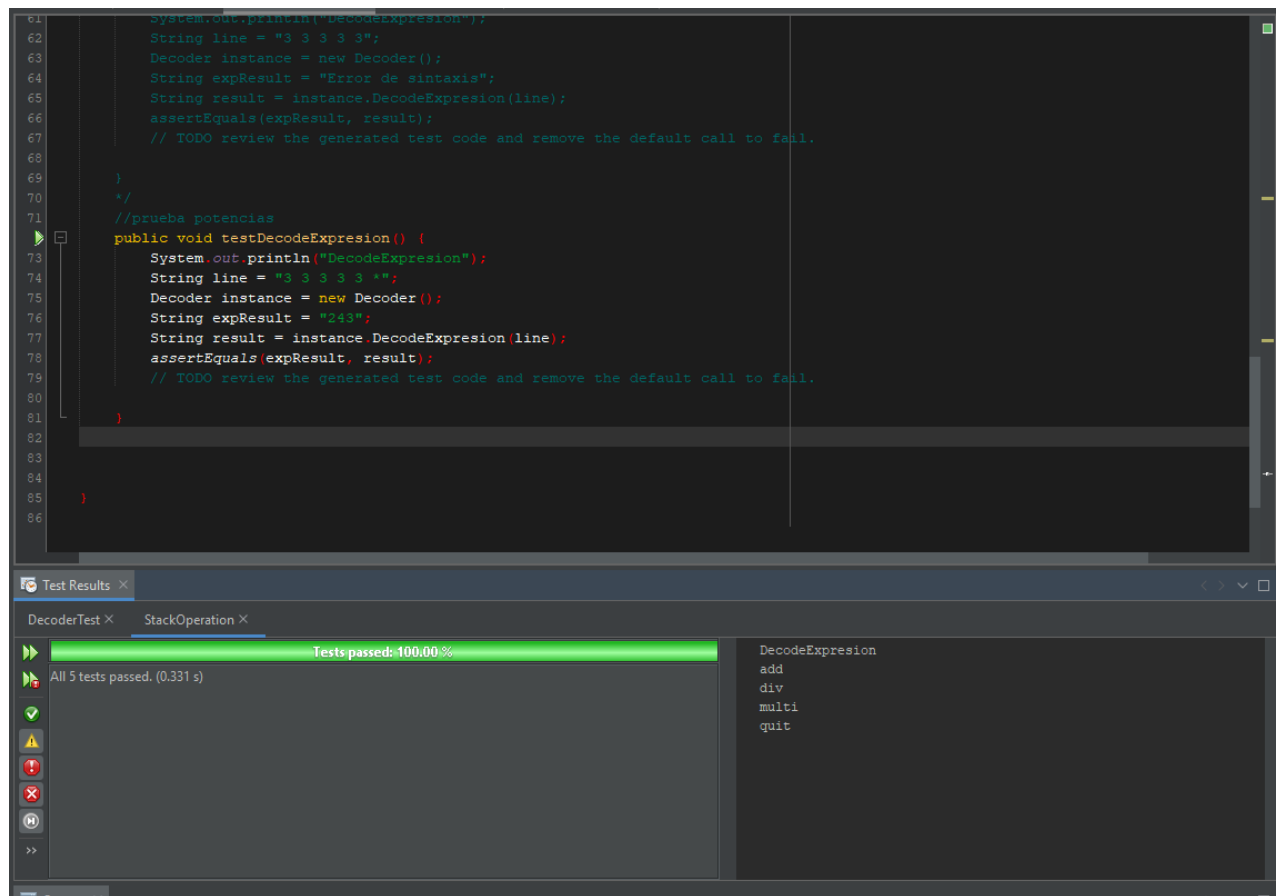 61 System.out.println("DecodeExpresion");
62 String line = "3 3 3 3 3";
63 Decoder instance = new Decoder();
64 String expResult = "Error de sintaxis";
65 String result = instance.DecodeExpresion(line);
66 assertEquals(expResult, result);
67 // TODO review the generated test code and remove the default call to fail.
68
69 }
70 */
71 //prueba potencias
public void testDecodeExpresion() {
73 System.out.println("DecodeExpresion");
74 String line = "3 3 3 3 3 *";
75 Decoder instance = new Decoder();
76 String expResult = "243";
77 String result = instance.DecodeExpresion(line);
78 assertEquals(expResult, result);
79 // TODO review the generated test code and remove the default call to fail.
80
81 }
82
83
84
85 }
86
Test Results
DecoderTest StackOperation
Tests passed: 100.00 %
All 5 tests passed. (0.331 s)
DecodeExpresion
add
div
multi
quit